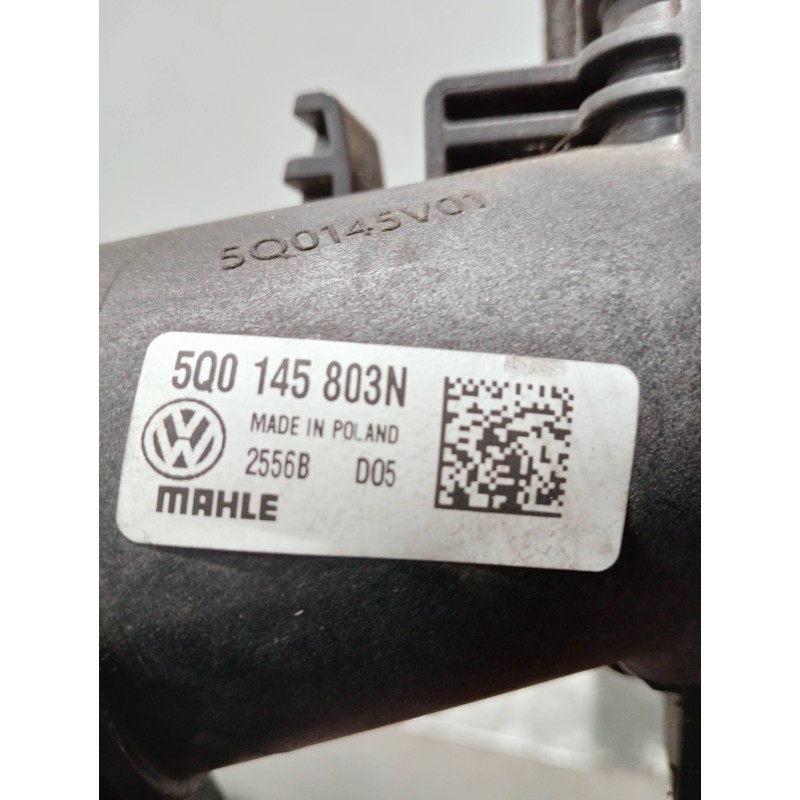 5Q0145V01
5Q0 145 803N
MADE IN POLAND
2556B D05
MAHLE